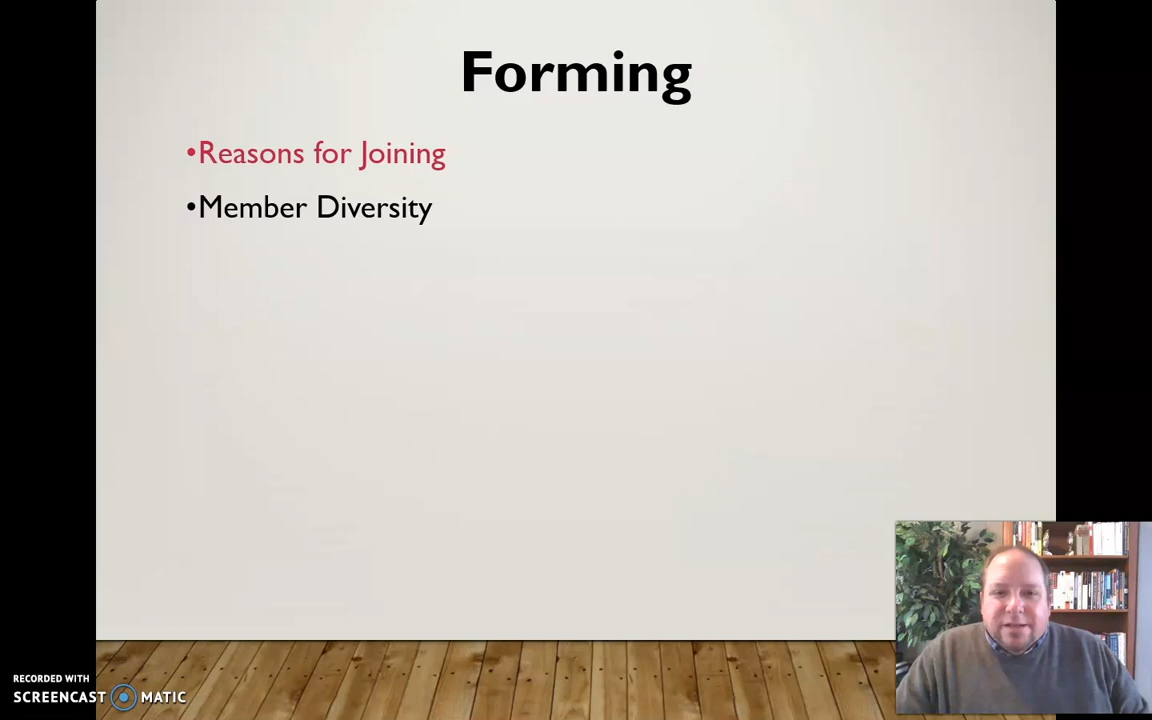 Forming
•Reasons for Joining
•Member Diversity
RECORDED WITH
SCREENCAST MATIC